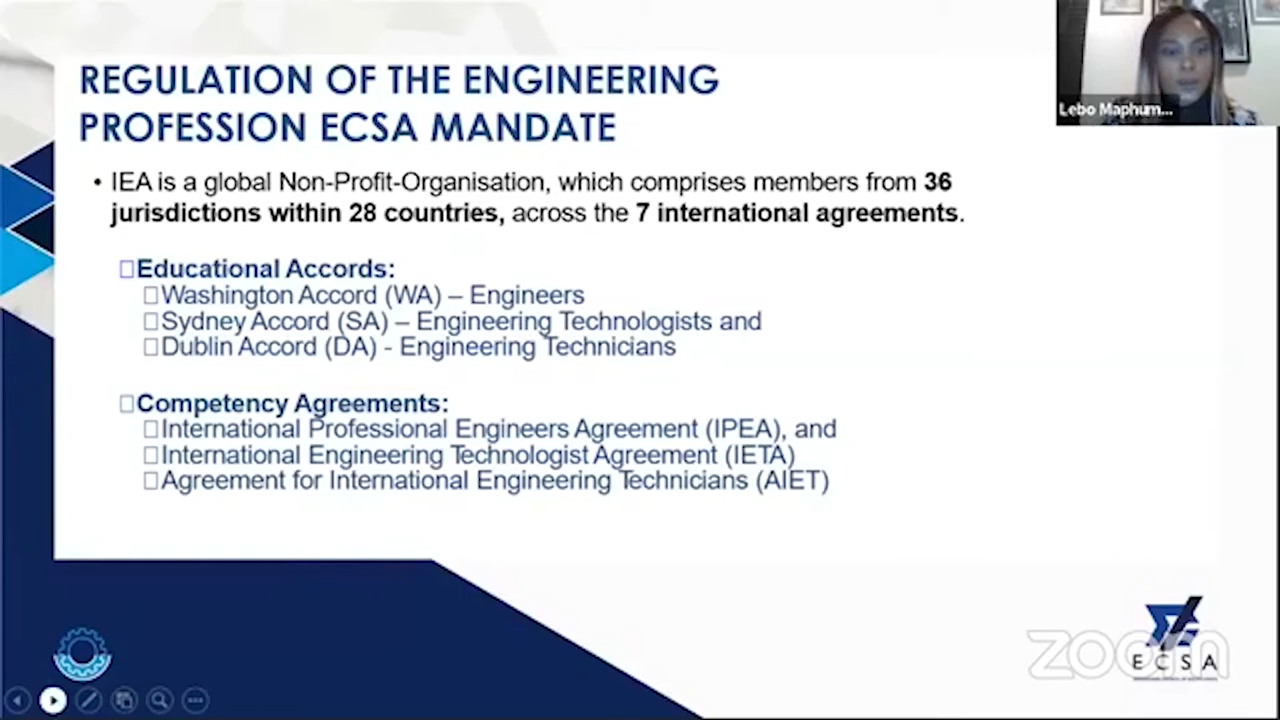 REGULATION OF THE ENGINEERING
PROFESSION ECSA MANDATE
Lebo Maphum...
• IEA is a global Non-Profit-Organisation, which comprises members from 36
jurisdictions within 28 countries, across the 7 international agreements.
Educational Accords:
Washington Accord (WA) – Engineers
Sydney Accord (SA) – Engineering Technologists and
Dublin Accord (DA) - Engineering Technicians
Competency Agreements:
International Professional Engineers Agreement (IPEA), and
International Engineering Technologist Agreement (IETA)
Agreement for International Engineering Technicians (AIET)
zoom
ECSA